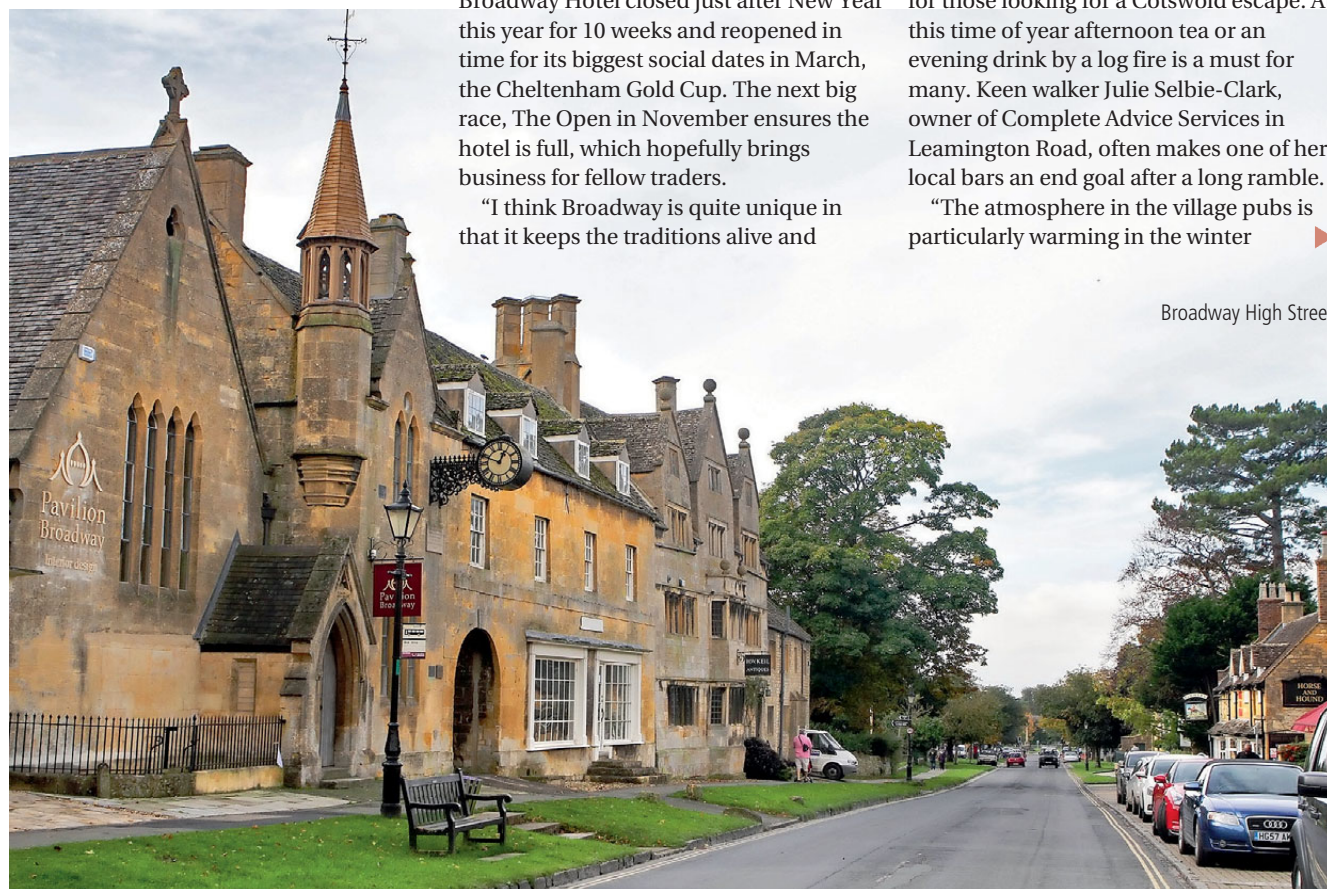 Broadway Hotel closed just after New Year
this year for 10 weeks and reopened in
time for its biggest social dates in March,
the Cheltenham Gold Cup. The next big
race, The Open in November ensures the
hotel is full, which hopefully brings
business for fellow traders.
“I think Broadway is quite unique in
that it keeps the traditions alive and
for those looking for a Cotswold escape. A
this time of year afternoon tea or an
evening drink by a log fire is a must for
many. Keen walker Julie Selbie-Clark,
owner of Complete Advice Services in
Leamington Road, often makes one of her
local bars an end goal after a long ramble.
“The atmosphere in the village pubs is
particularly warming in the winter
Broadway High Stree
Pavilion
Broadway
Interior design
Pavilion
Broadway
ANTIQUES
HORSE
AND
HOUND
HG57 A